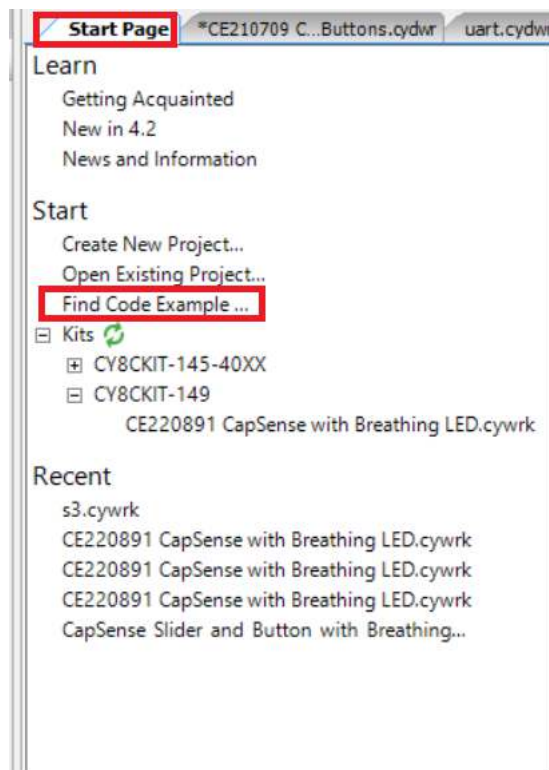 Start Page *CE210709 C...Buttons.cydwr uart.cydwr
Learn
Getting Acquainted
New in 4.2
News and Information
Start
Create New Project...
Open Existing Project...
Find Code Example ...
Kits
CY8CKIT-145-40XX
CY8CKIT-149
CE220891 CapSense with Breathing LED.cywrk
Recent
s3.cywrk
CE220891 CapSense with Breathing LED.cywrk
CE220891 CapSense with Breathing LED.cywrk
CE220891 CapSense with Breathing LED.cywrk
CapSense Slider and Button with Breathing...